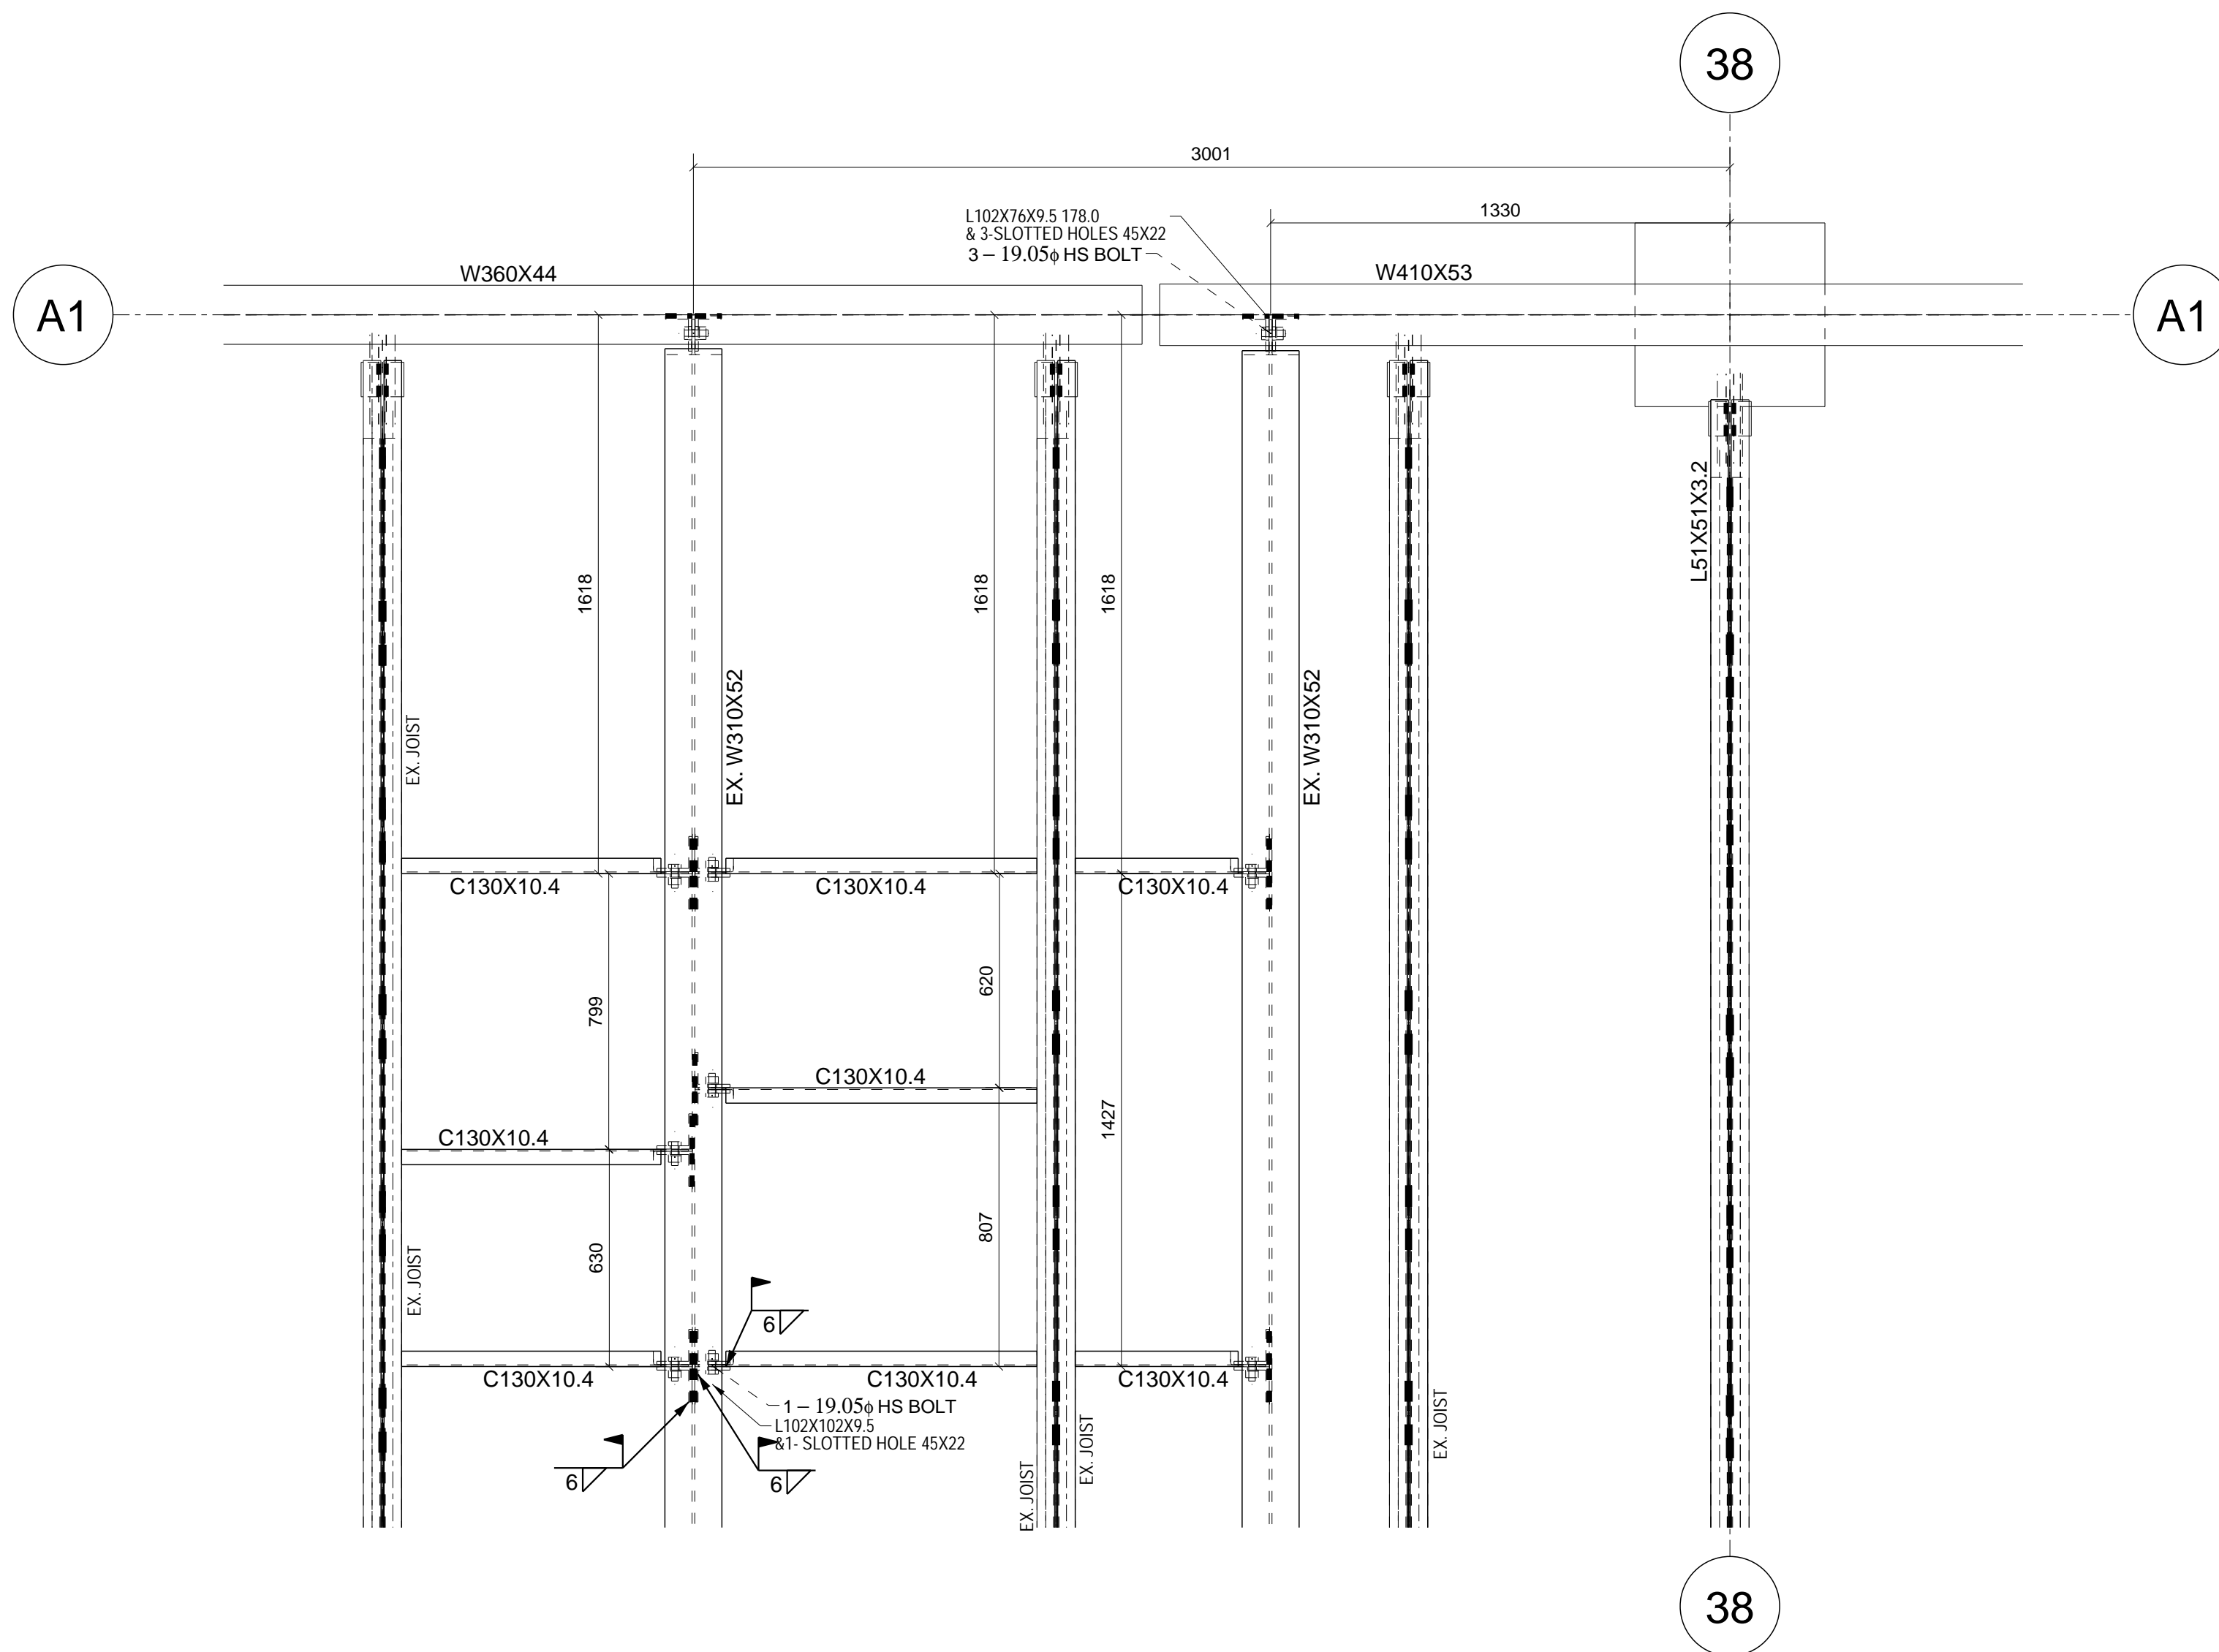 38
3001
L102X76X9.5 178.0
& 3-SLOTTED HOLES 45X22
3 – 19.05ϕ HS BOLT
1330
W360X44
W410X53
A1
A1
L51X51X3.2
1618
1618
1618
EX. JOIST
EX. W310X52
EX. W310X52
C130X10.4
C130X10.4
C130X10.4
799
620
C130X10.4
1427
C130X10.4
630
807
EX. JOIST
6
C130X10.4
C130X10.4
C130X10.4
1 – 19.05ϕ HS BOLT
L102X102X9.5
&1- SLOTTED HOLE 45X22
6
6
EX. JOIST
EX. JOIST
EX. JOIST
38